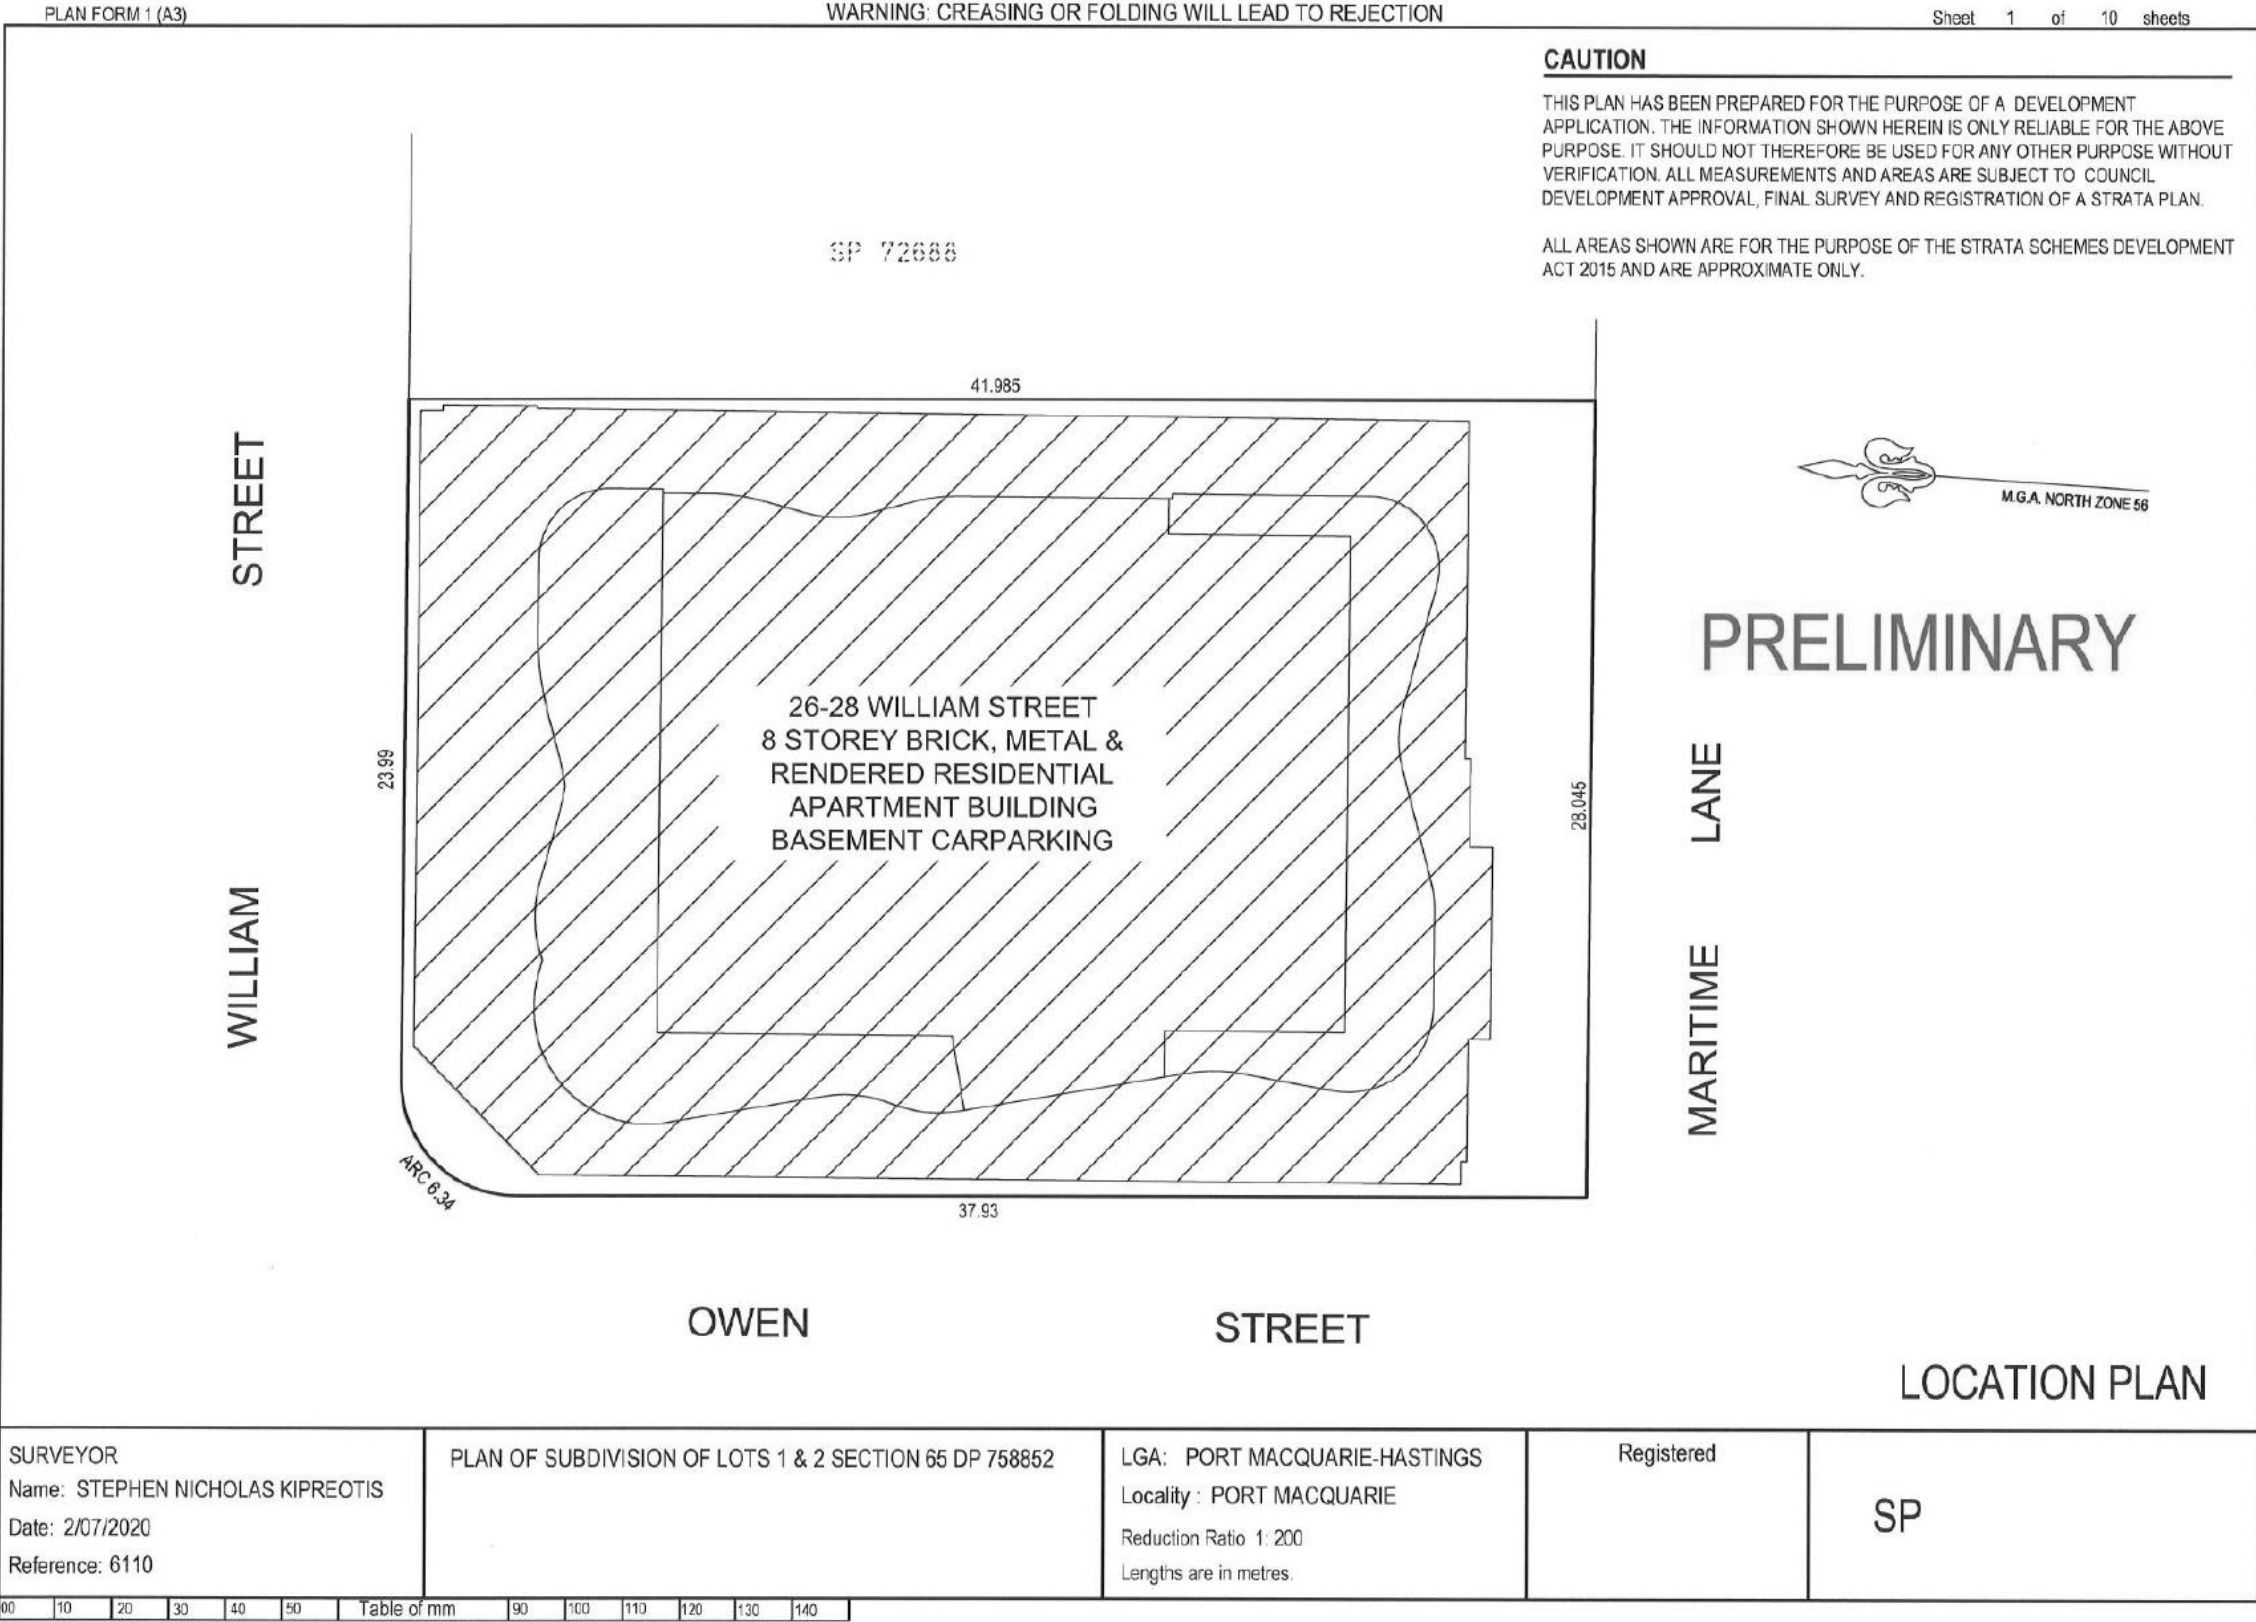 PLAN FORM 1 (A3)
WARNING: CREASING OR FOLDING WILL LEAD TO REJECTION
Sheet 1 of 10 sheets
CAUTION
THIS PLAN HAS BEEN PREPARED FOR THE PURPOSE OF A DEVELOPMENT
APPLICATION. THE INFORMATION SHOWN HEREIN IS ONLY RELIABLE FOR THE ABOVE
PURPOSE. IT SHOULD NOT THEREFORE BE USED FOR ANY OTHER PURPOSE WITHOUT
VERIFICATION. ALL MEASUREMENTS AND AREAS ARE SUBJECT TO COUNCIL
DEVELOPMENT APPROVAL, FINAL SURVEY AND REGISTRATION OF A STRATA PLAN.
ALL AREAS SHOWN ARE FOR THE PURPOSE OF THE STRATA SCHEMES DEVELOPMENT
ACT 2015 AND ARE APPROXIMATE ONLY.
SP 72688
41.985
WILLIAM STREET
23.99
M.G.A. NORTH ZONE 56
PRELIMINARY
26-28 WILLIAM STREET
8 STOREY BRICK, METAL &
RENDERED RESIDENTIAL
APARTMENT BUILDING
BASEMENT CARPARKING
28.045
MARITIME LANE
ARC 6.34
37.93
OWEN STREET
LOCATION PLAN
SURVEYOR
Name: STEPHEN NICHOLAS KIPREOTIS
Date: 2/07/2020
Reference: 6110
PLAN OF SUBDIVISION OF LOTS 1 & 2 SECTION 65 DP 758852
LGA: PORT MACQUARIE-HASTINGS
Locality : PORT MACQUARIE
Reduction Ratio 1: 200
Lengths are in metres.
Registered
SP
00 10 20 30 40 50 Table of mm 90 100 110 120 130 140